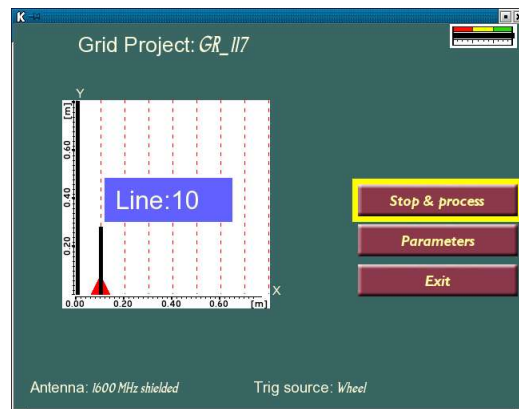 K
Grid Project: GR_117
Y
[m]
0.60
0.40
0.20
Line:10
0.00 0.20 0.40 0.60 [m]
X
Stop & process
Parameters
Exit
Antenna: 1600 MHz shielded
Trig source: Wheel